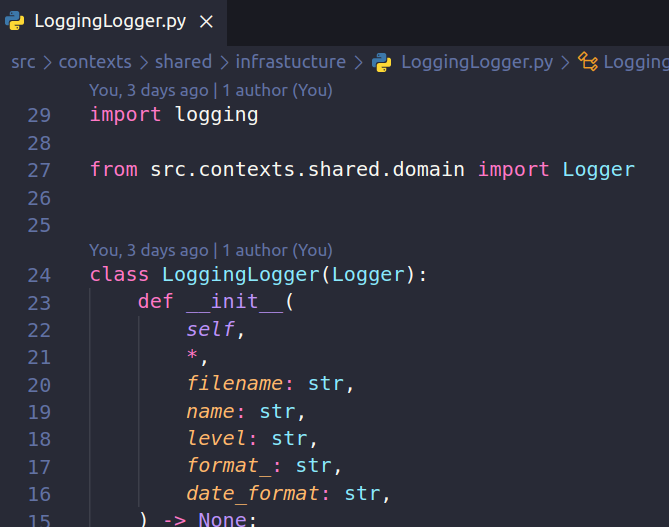 LoggingLogger.py ×
src > contexts > shared > infrastucture > LoggingLogger.py > Logging
You, 3 days ago | 1 author (You)
29 import logging
28
27 from src.contexts.shared.domain import Logger
26
25
You, 3 days ago | 1 author (You)
24 class LoggingLogger(Logger):
23 def __init__(
22 self,
21 *,
20 filename: str,
19 name: str,
18 level: str,
17 format_: str,
16 date_format: str,
15 ) -> None: